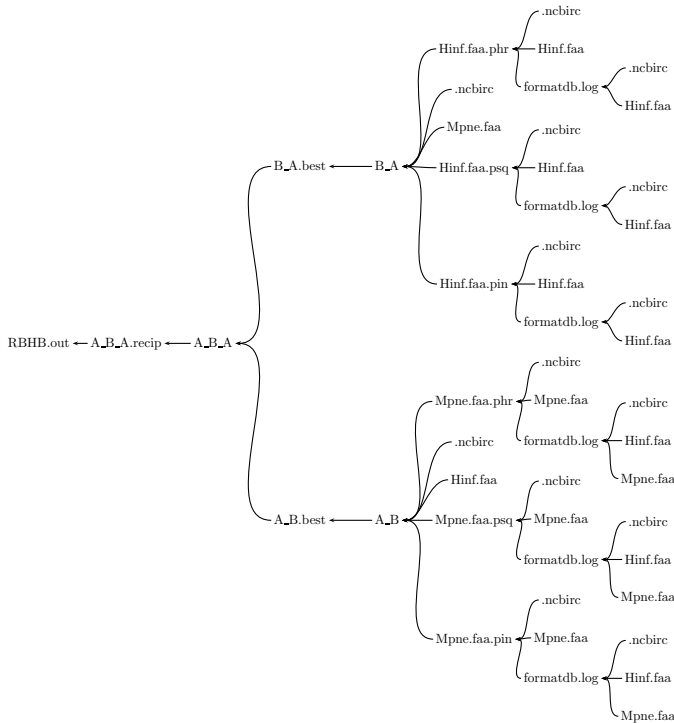 .ncbirc
Hinf.faa.phr
Hinf.faa
.ncbirc
formatdb.log
.ncbirc
Hinf.faa
Mpne.faa
.ncbirc
B_A.best
B_A
Hinf.faa.psq
Hinf.faa
.ncbirc
formatdb.log
Hinf.faa
.ncbirc
Hinf.faa.pin
Hinf.faa
.ncbirc
formatdb.log
Hinf.faa
RBHB.out
A_B_A.recip
A_B_A
.ncbirc
Mpne.faa.phr
Mpne.faa
.ncbirc
formatdb.log
Hinf.faa
.ncbirc
Hinf.faa
Mpne.faa
.ncbirc
A_B.best
A_B
Mpne.faa.psq
Mpne.faa
.ncbirc
formatdb.log
Hinf.faa
Mpne.faa
.ncbirc
Mpne.faa.pin
Mpne.faa
.ncbirc
formatdb.log
Hinf.faa
Mpne.faa